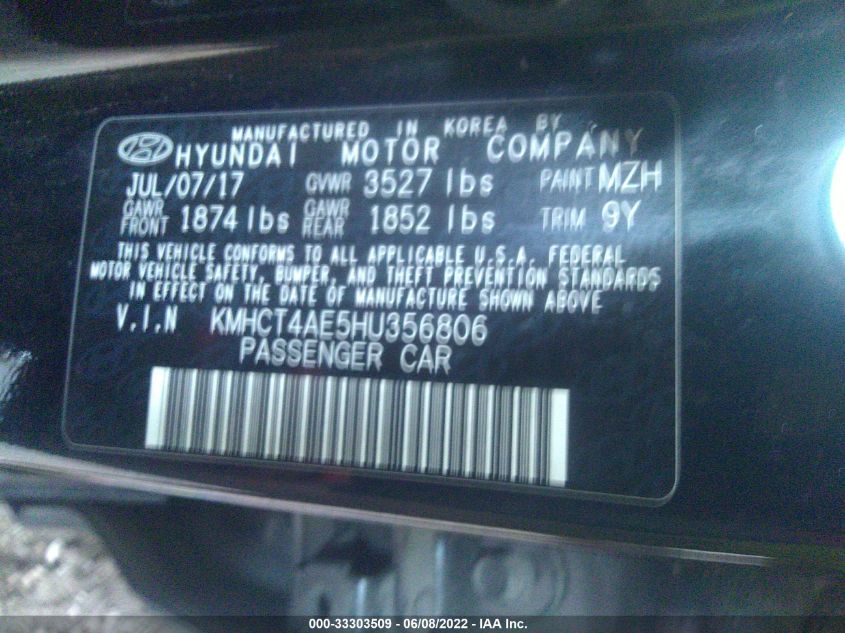 MANUFACTURED IN KOREA BY
HYUNDAI MOTOR COMPANY
JUL/07/17 GVWR 3527 lbs PAINT MZH
GAWR FRONT 1874 lbs GAWR REAR 1852 lbs TRIM 9Y
THIS VEHICLE CONFORMS TO ALL APPLICABLE U.S.A. FEDERAL
MOTOR VEHICLE SAFETY, BUMPER, AND THEFT PREVENTION STANDARDS
IN EFFECT ON THE DATE OF MANUFACTURE SHOWN ABOVE
V.I.N KMHCT4AE5HU356806
PASSENGER CAR
000-33303509 - 06/08/2022 - IAA Inc.